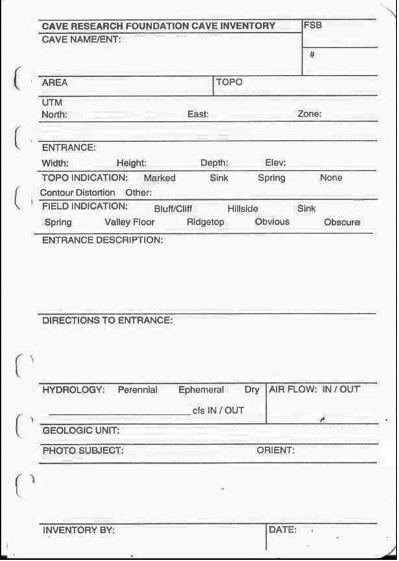 CAVE RESEARCH FOUNDATION CAVE INVENTORY FSB
CAVE NAME/ENT:
#
AREA TOPO
UTM
North: East: Zone:
ENTRANCE:
Width: Height: Depth: Elev:
TOPO INDICATION: Marked Sink Spring None
Contour Distortion Other:
FIELD INDICATION: Bluff/Cliff Hillside Sink
Spring Valley Floor Ridgetop Obvious Obscure
ENTRANCE DESCRIPTION:
DIRECTIONS TO ENTRANCE:
HYDROLOGY: Perennial Ephemeral Dry AIR FLOW: IN / OUT
cfs IN / OUT
GEOLOGIC UNIT:
PHOTO SUBJECT: ORIENT:
INVENTORY BY: DATE: